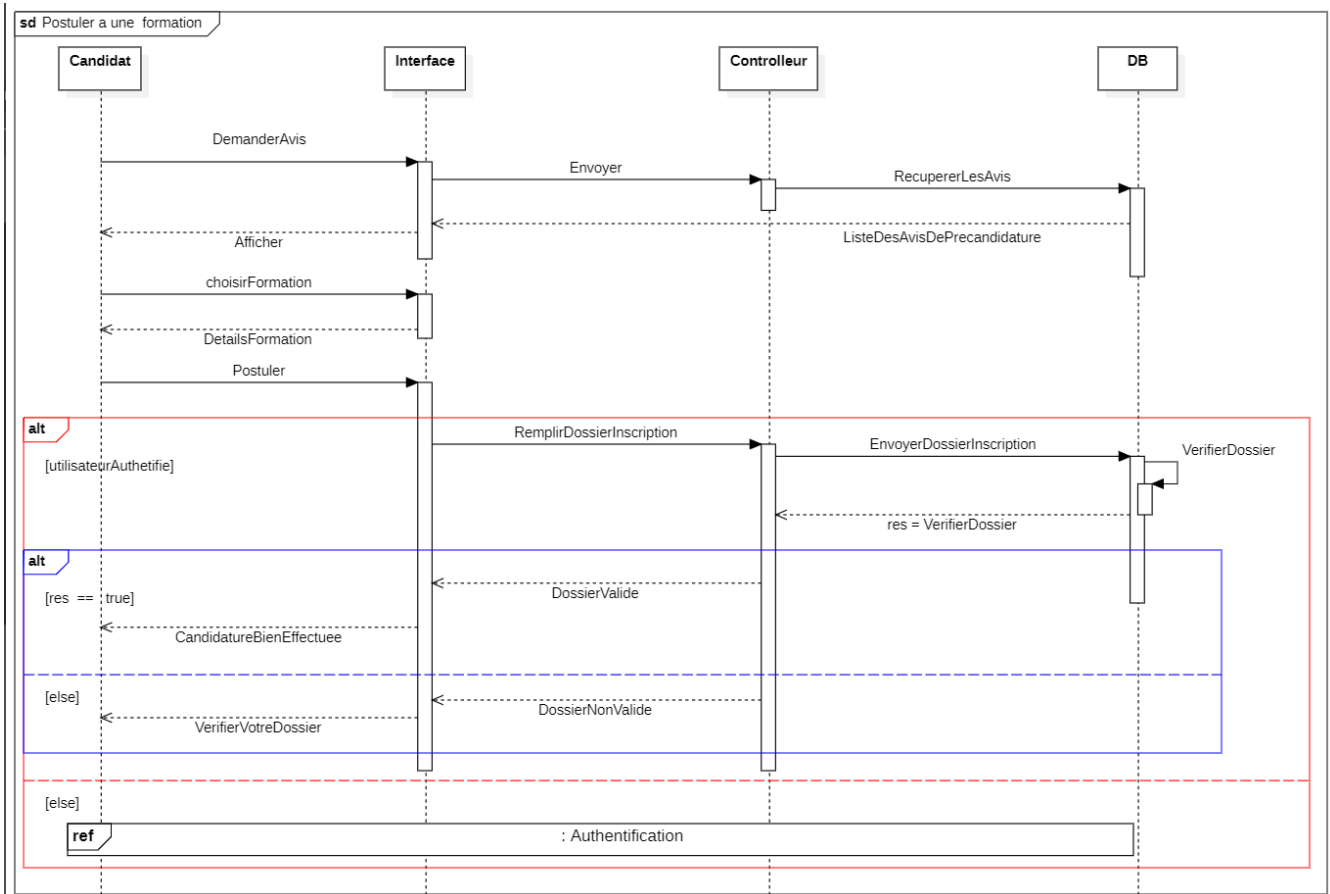 sd Postuler a une formation
Candidat
Interface
Controlleur
DB
DemanderAvis
Envoyer
RecupererLesAvis
ListeDesAvisDePrecandidature
Afficher
choisirFormation
DetailsFormation
Postuler
alt
RemplirDossierInscription
EnvoyerDossierInscription
VerifierDossier
[utilisateurAuthetifie]
res = VerifierDossier
alt
DossierValide
[res == true]
CandidatureBienEffectuee
[else]
DossierNonValide
VerifierVotreDossier
[else]
ref
: Authentification